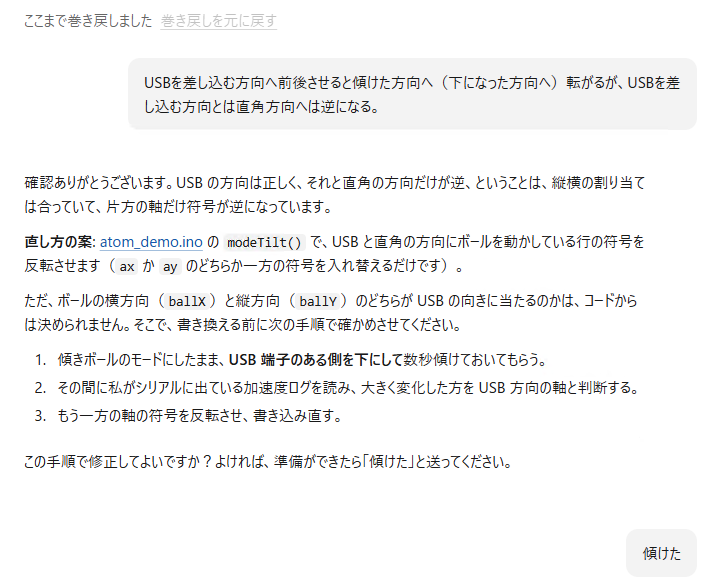 ここまで巻き戻しました 巻き戻しを元に戻す
USBを差し込む方向へ前後させると傾けた方向へ（下になった方向へ）転がるが、USBを差
し込む方向とは直角方向へは逆になる。
確認ありがとうございます。USB の方向は正しく、それと直角の方向だけが逆、ということは、縦横の割り当て
は合っていて、片方の軸だけ符号が逆になっています。
直し方の案: atom_demo.ino の modeTilt() で、USB と直角の方向にボールを動かしている行の符号を
反転させます（ ax か ay のどちらか一方の符号を入れ替えるだけです）。
ただ、ボールの横方向（ ballX ）と縦方向（ ballY ）のどちらが USB の向きに当たるのかは、コードから
は決められません。そこで、書き換える前に次の手順で確かめさせてください。
1. 傾きボールのモードにしたまま、USB 端子のある側を下にして数秒傾けておいてもらう。
2. その間に私がシリアルに出ている加速度ログを読み、大きく変化した方を USB 方向の軸と判断する。
3. もう一方の軸の符号を反転させ、書き込み直す。
この手順で修正してよいですか？よければ、準備ができたら「傾けた」と送ってください。
傾けた